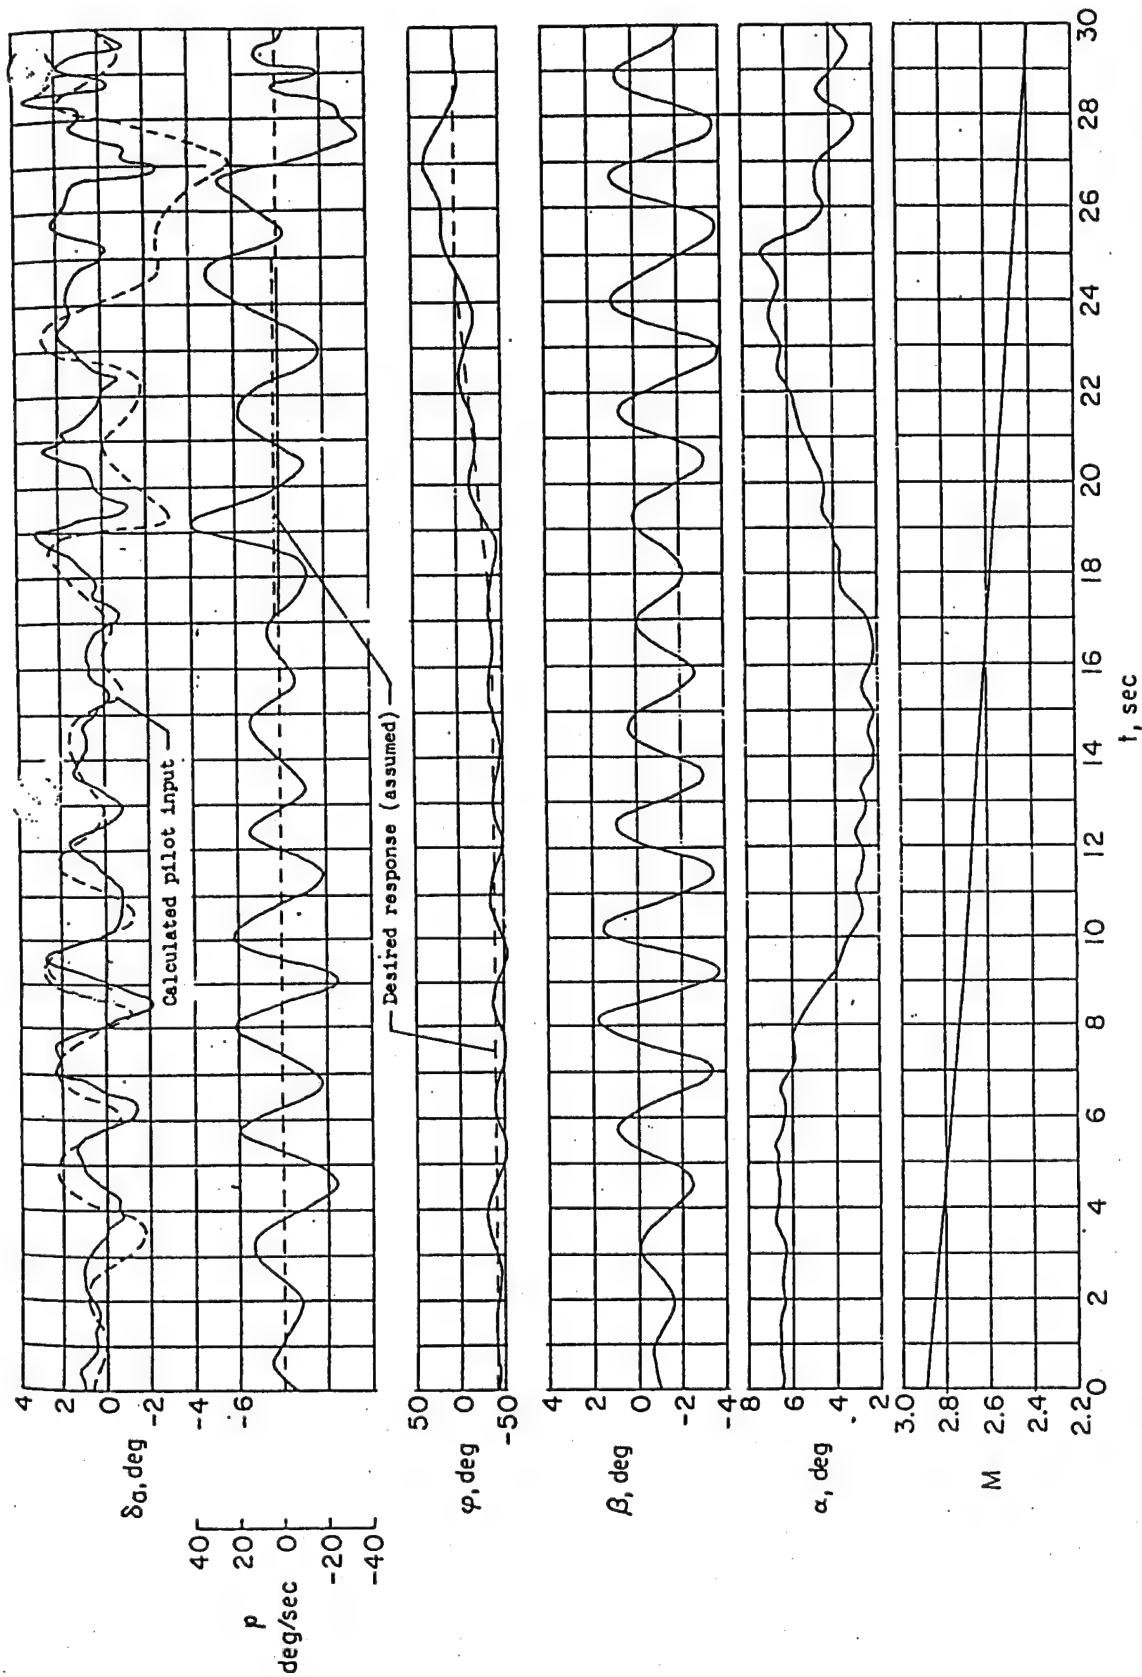 4
2
0
-2
-4
-6
δa, deg
40
20
0
-20
-40
p
deg/sec
Calculated pilot input
Desired response (assumed)
50
0
-50
φ, deg
4
2
0
-2
-4
β, deg
8
6
4
2
α, deg
3.0
2.8
2.6
2.4
2.2
M
0 2 4 6 8 10 12 14 16 18 20 22 24 26 28 30
t, sec